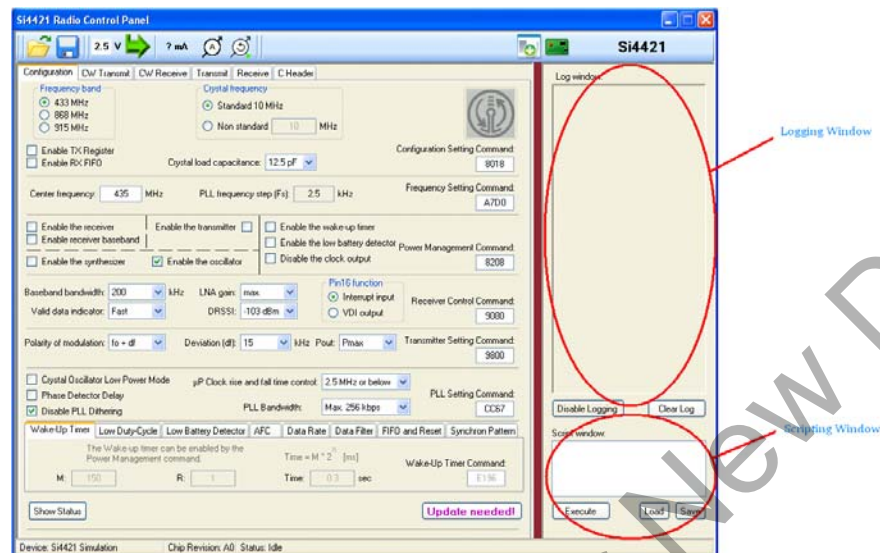 Si4421 Radio Control Panel
2.5 V ? mA A Si4421
Configuration CW Transmit CW Receive Transmit Receive C Header
Frequency band
433 MHz
868 MHz
915 MHz
Crystal frequency
Standard 10 MHz
Non standard 10 MHz
Enable TX Register
Enable RX FIFO
Crystal load capacitance: 12.5 pF
Configuration Setting Command:
8018
Center frequency: 435 MHz PLL frequency step (Fs): 2.5 kHz
Frequency Setting Command:
A7D0
Enable the receiver
Enable receiver baseband
Enable the transmitter
Enable the synthesizer
Enable the oscillator
Enable the wake-up timer
Enable the low battery detector
Disable the clock output
Power Management Command:
8208
Baseband bandwidth: 200 kHz LNA gain: max.
Valid data indicator: Fast DRSSI: -103 dBm
Pin16 function
Interrupt input
VDI output
Receiver Control Command:
9080
Polarity of modulation: fo + df Deviation (df): 15 kHz Pout: Pmax
Transmitter Setting Command:
9800
Crystal Oscillator Low Power Mode
Phase Detector Delay
Disable PLL Dithering
µP Clock rise and fall time control: 2.5 MHz or below
PLL Bandwidth: Max. 256 kbps
PLL Setting Command:
CC67
Wake-Up Timer Low Duty-Cycle Low Battery Detector AFC Data Rate Data Filter FIFO and Reset Synchron Pattern
The Wake-up timer can be enabled by the
Power Management command.
M: 150 R: 1
Time = M * 2 [ms]
Time: 0.3 sec
Wake-Up Timer Command:
E196
Show Status Update needed!
Device: Si4421 Simulation Chip Revision: A0 Status: Idle
Log window
Disable Logging Clear Log
Script window
Execute Load Save
Logging Window
Scripting Window
New D